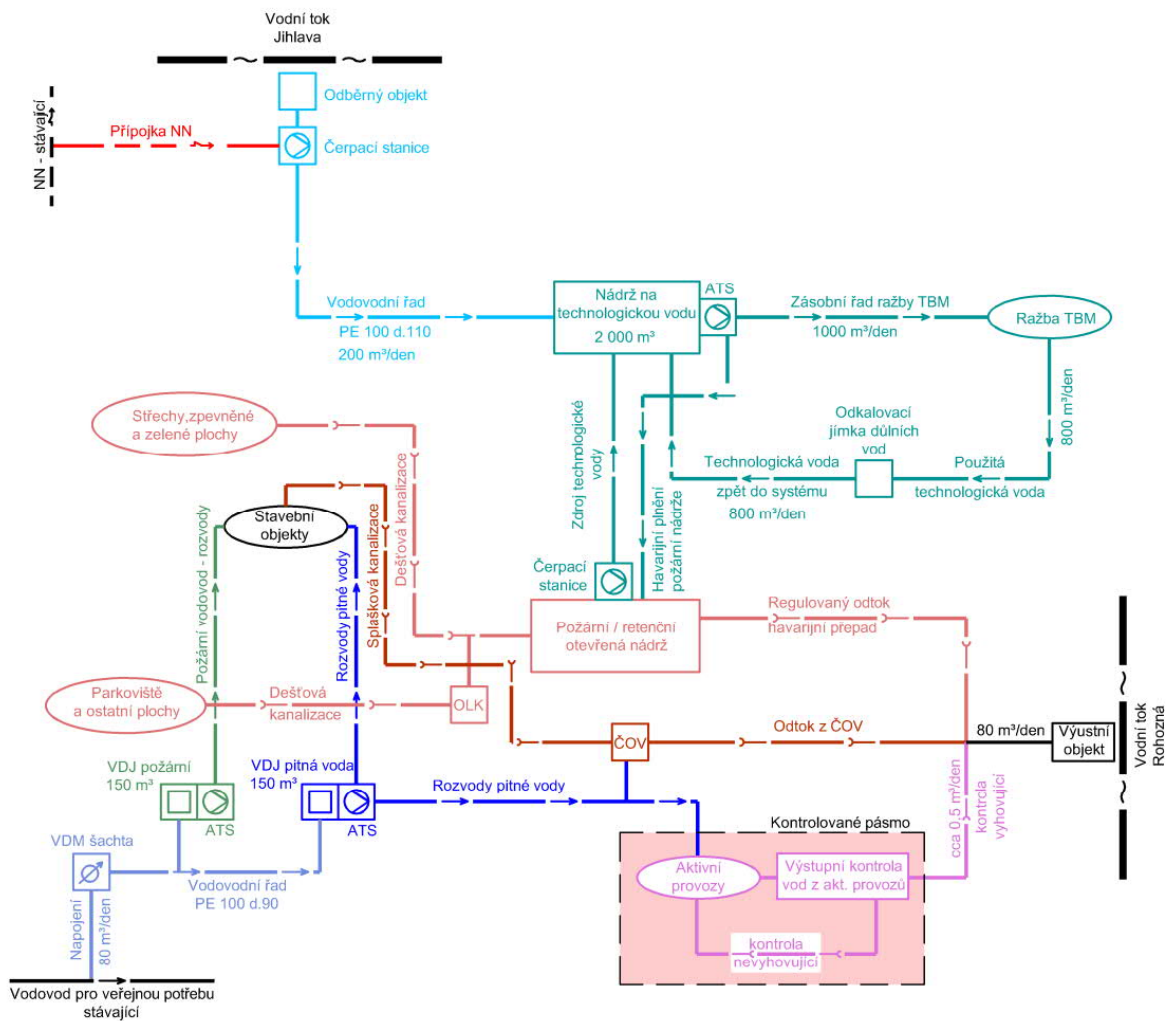 Vodní tok
Jihlava
Odběrný objekt
NN - stávající
Přípojka NN
Čerpací stanice
Vodovodní řad
PE 100 d.110
200 m³/den
Nádrž na
technologickou vodu
2 000 m³
ATS
Zásobní řad ražby TBM
1000 m³/den
Ražba TBM
800 m³/den
Odkalovací
jímka důlních
vod
Použitá
technologická voda
Technologická voda
zpět do systému
800 m³/den
Zdroj technologické
vody
Havarijní plnění
požární nádrže
Střechy,zpevněné
a zelené plochy
Dešťová kanalizace
Splašková kanalizace
Stavební
objekty
Požární vodovod - rozvody
Rozvody pitné vody
Čerpací
stanice
Požární / retenční
otevřená nádrž
Regulovaný odtok
havarijní přepad
Parkoviště
a ostatní plochy
Dešťová
kanalizace
OLK
ČOV
Odtok z ČOV
80 m³/den
Výustní
objekt
Vodní tok
Rohozná
VDJ požární
150 m³
ATS
VDJ pitná voda
150 m³
ATS
Rozvody pitné vody
cca 0,5 m³/den
kontrola
vyhovující
Kontrolované pásmo
Aktivní
provozy
Výstupní kontrola
vod z akt. provozů
kontrola
nevyhovující
VDM šachta
Vodovodní řad
PE 100 d.90
Napojení
80 m³/den
Vodovod pro veřejnou potřebu
stávající